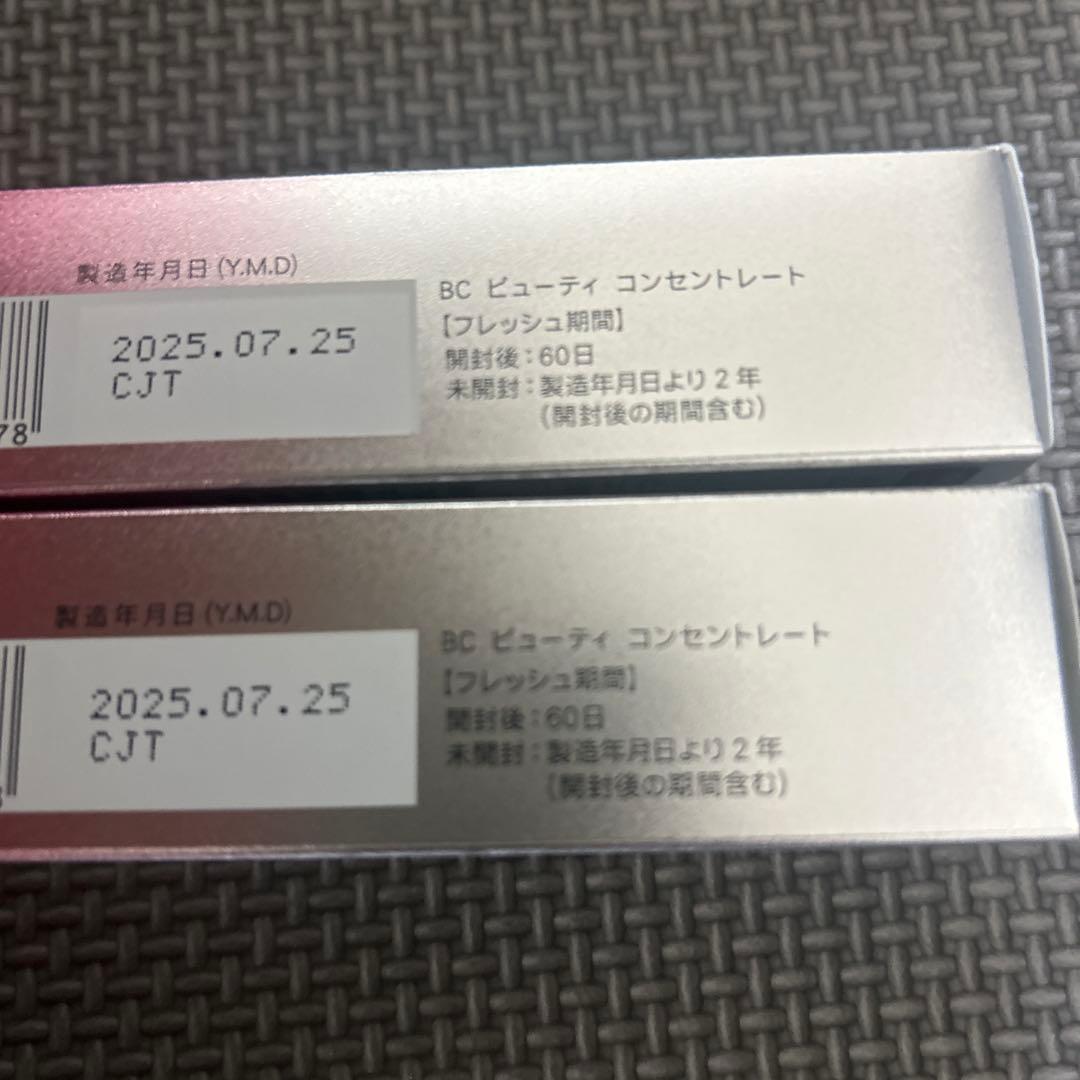 製造年月日(Y.M.D)
2025.07.25
CJT
78
BC ビューティ コンセントレート
【フレッシュ期間】
開封後:60日
未開封:製造年月日より2年
(開封後の期間含む)
製造年月日(Y.M.D)
2025.07.25
CJT
BC ビューティ コンセントレート
【フレッシュ期間】
開封後:60日
未開封:製造年月日より2年
(開封後の期間含む)